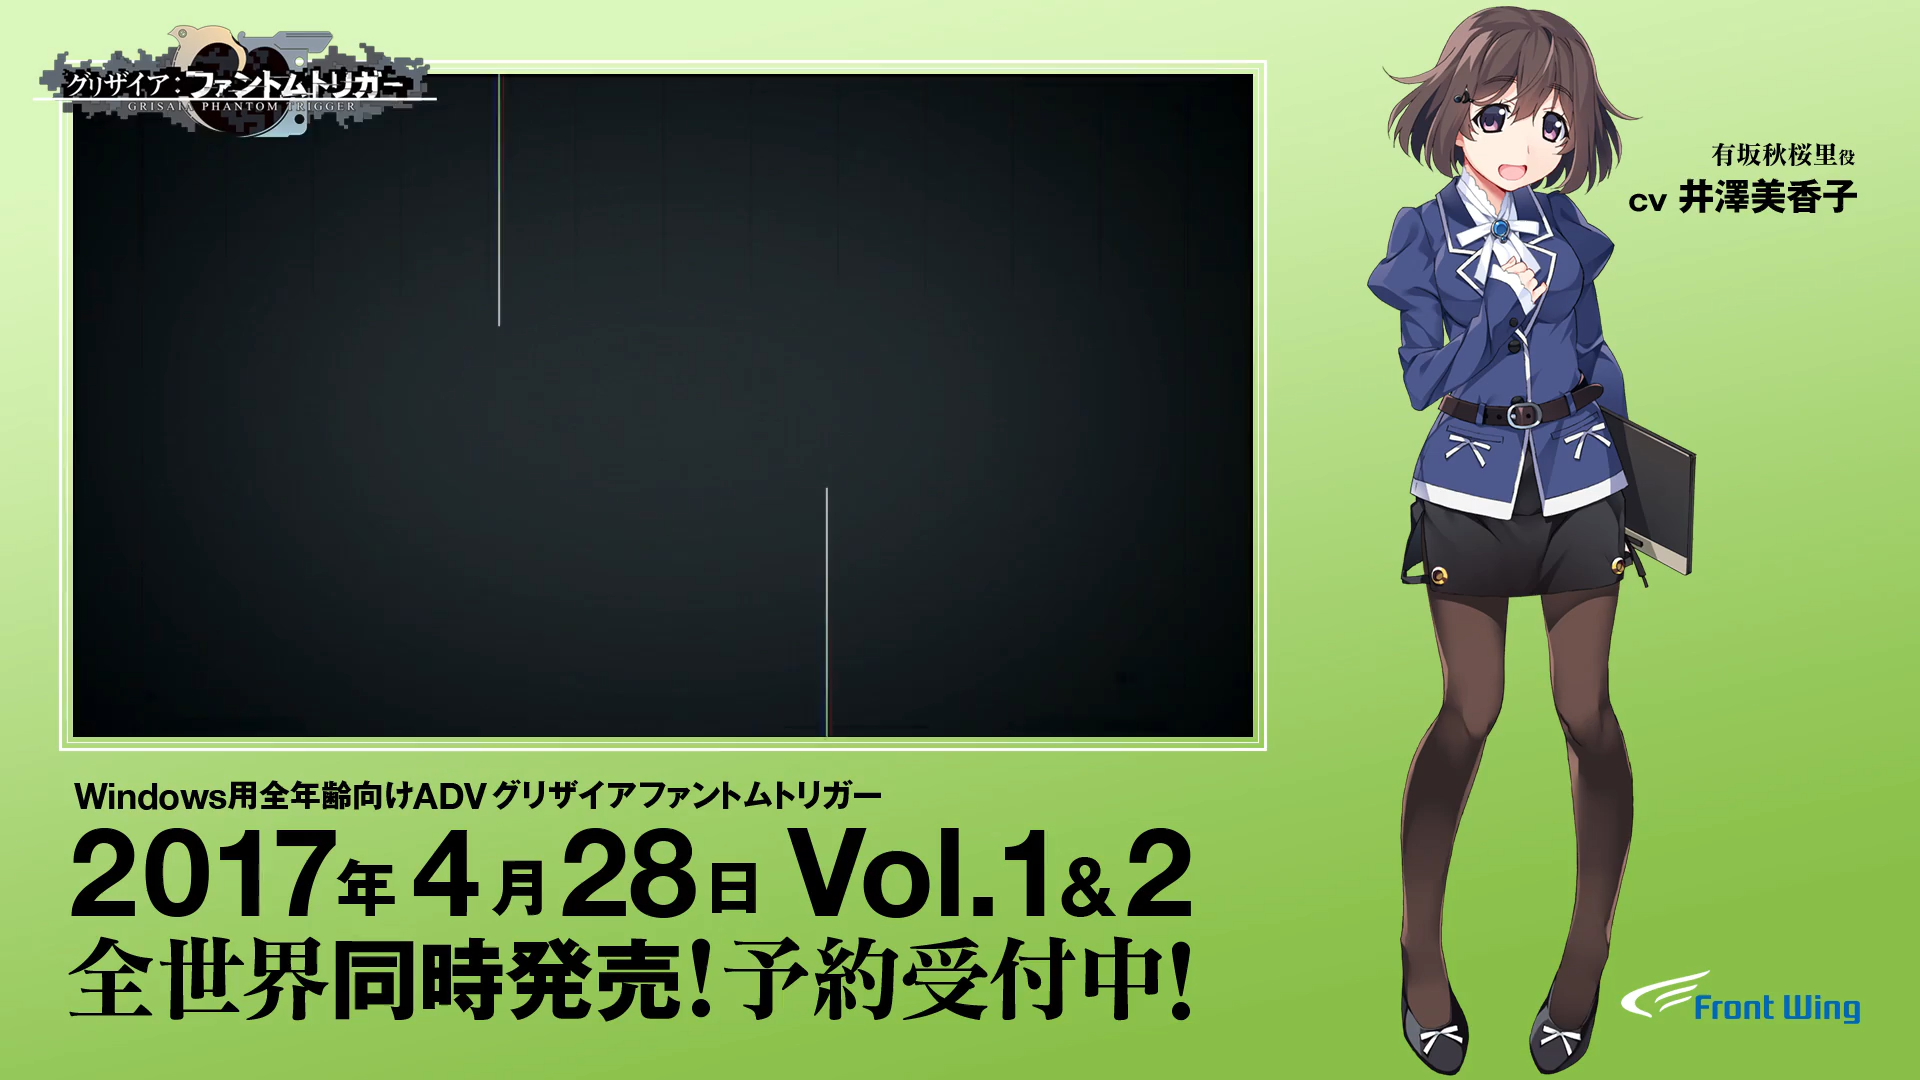 グリザイア:ファントムトリガー
GRISAIA PHANTOM TRIGGER
有坂秋桜里役
cv 井澤美香子
Windows用全年齢向けADV グリザイアファントムトリガー
2017年4月28日 Vol.1&2
全世界同時発売!予約受付中!
Front Wing